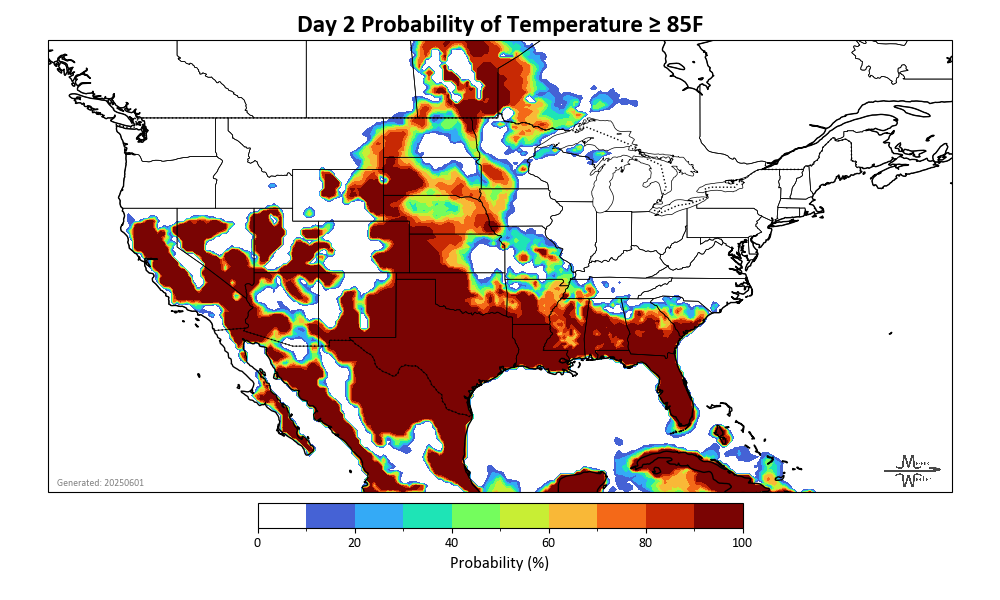 Day 2 Probability of Temperature ≥ 85F
Generated: 20250601
0 20 40 60 80 100
Probability (%)